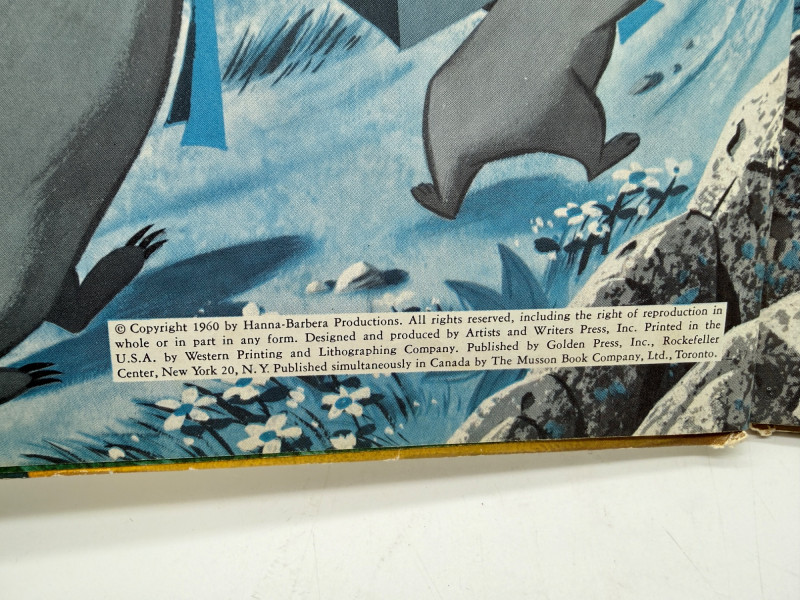 © Copyright 1960 by Hanna-Barbera Productions. All rights reserved, including the right of reproduction in
whole or in part in any form. Designed and produced by Artists and Writers Press, Inc. Printed in the
U.S.A. by Western Printing and Lithographing Company. Published by Golden Press, Inc., Rockefeller
Center, New York 20, N. Y. Published simultaneously in Canada by The Musson Book Company, Ltd., Toronto.